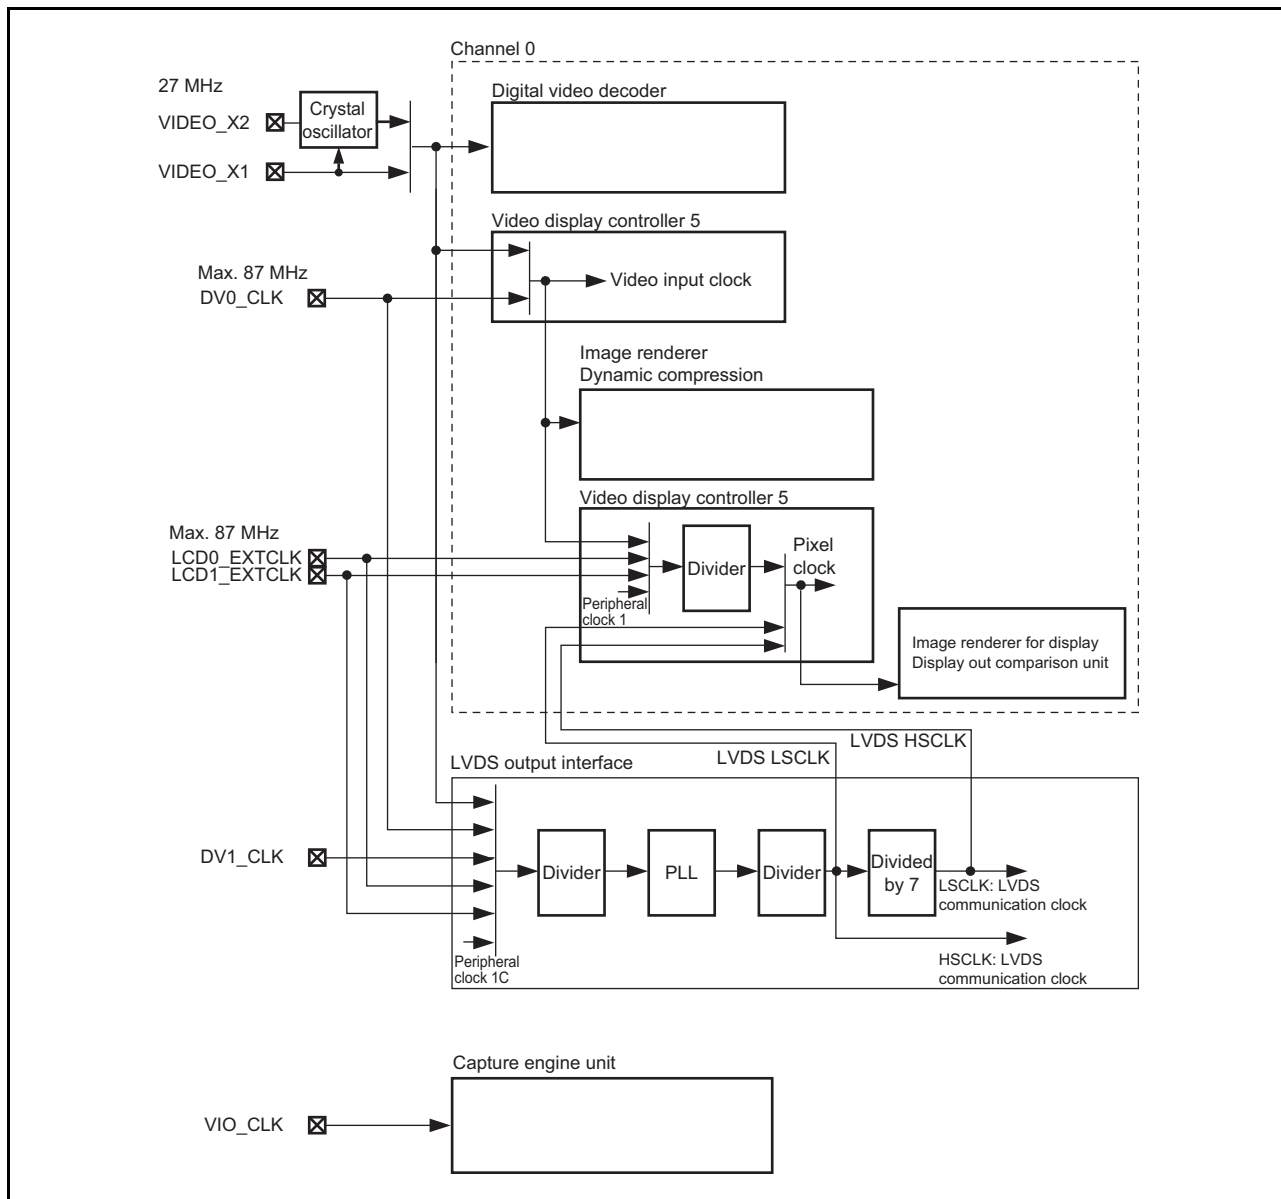 Channel 0
27 MHz
Crystal
oscillator
VIDEO_X2
VIDEO_X1
Digital video decoder
Video display controller 5
Max. 87 MHz
DV0_CLK
Video input clock
Image renderer
Dynamic compression
Video display controller 5
Max. 87 MHz
LCD0_EXTCLK
LCD1_EXTCLK
Divider
Pixel
clock
Peripheral
clock 1
Image renderer for display
Display out comparison unit
LVDS HSCLK
LVDS LSCLK
LVDS output interface
DV1_CLK
Divider
PLL
Divider
Divided
by 7
LSCLK: LVDS
communication clock
Peripheral
clock 1C
HSCLK: LVDS
communication clock
Capture engine unit
VIO_CLK